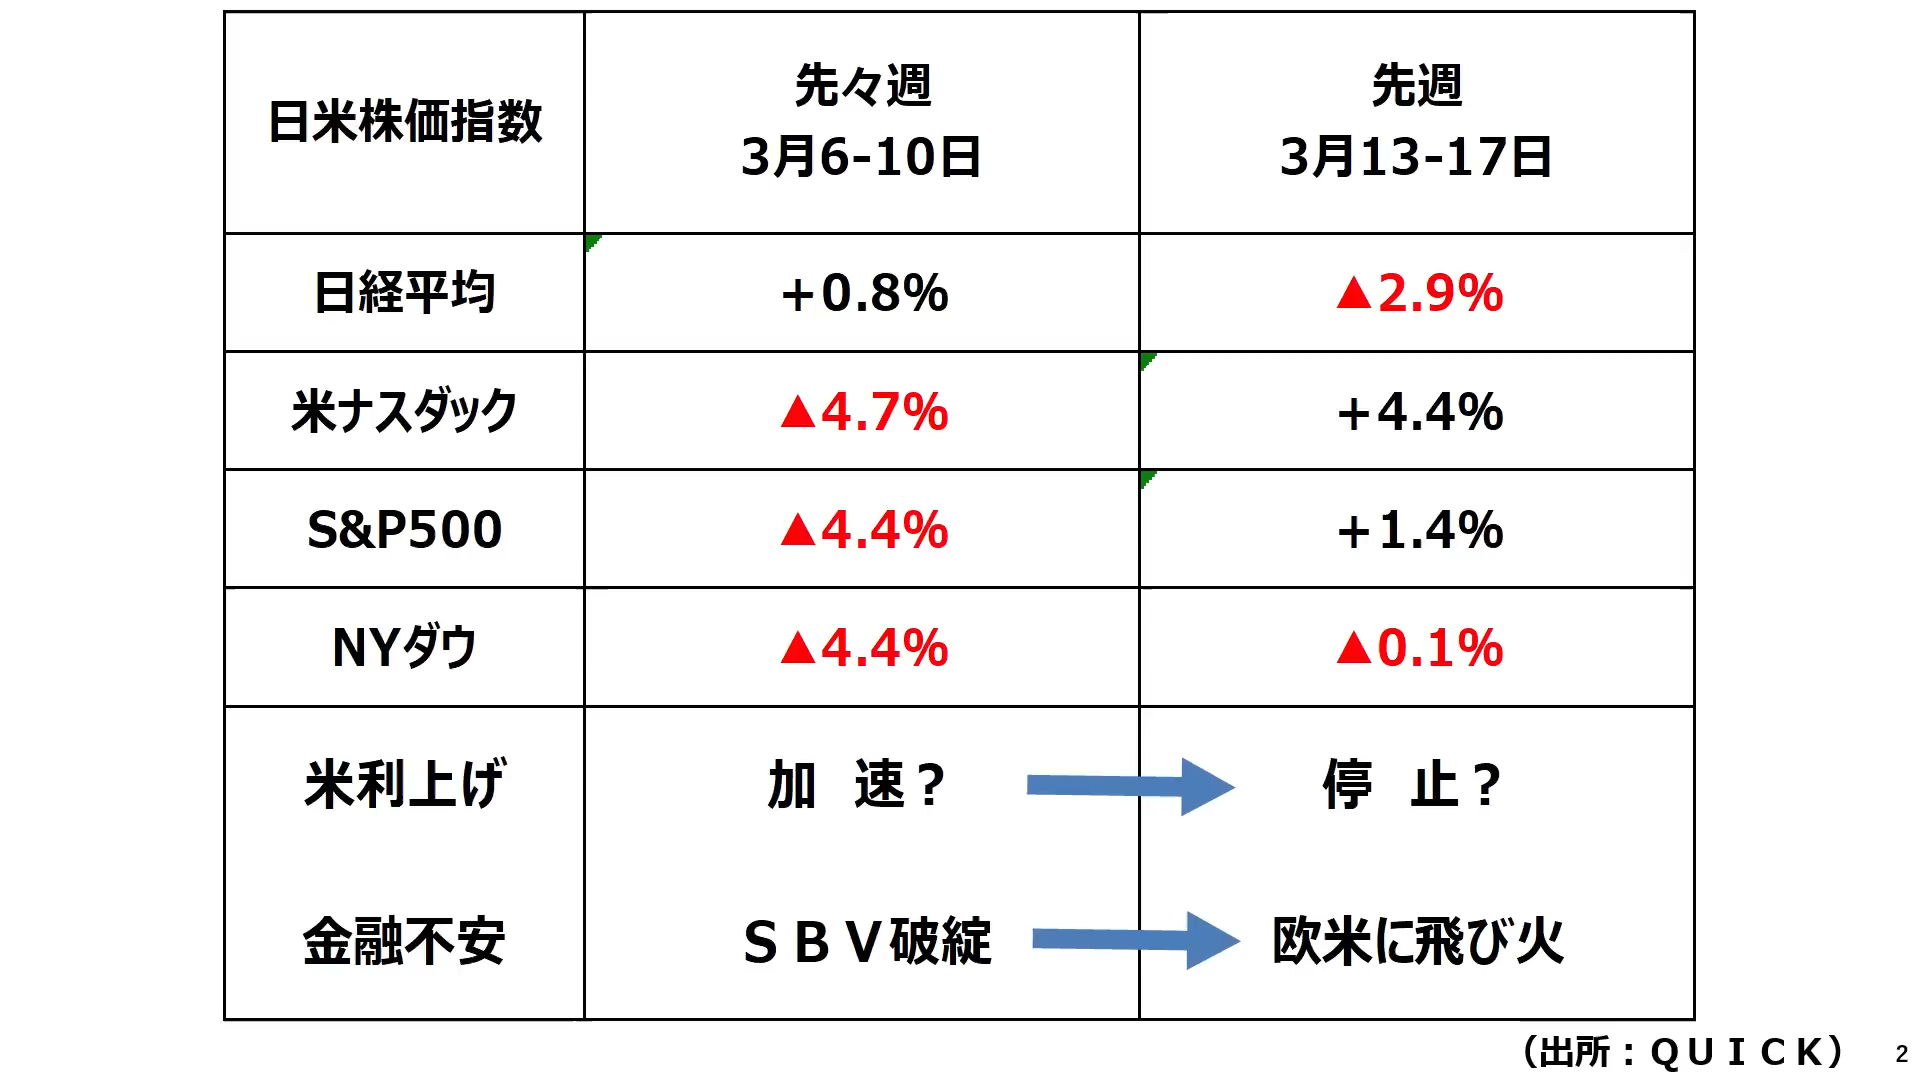 日米株価指数
先々週
3月6-10日
先週
3月13-17日
日経平均
+0.8%
▲2.9%
米ナスダック
▲4.7%
+4.4%
S&P500
▲4.4%
+1.4%
NYダウ
▲4.4%
▲0.1%
米利上げ
加　速？
停　止？
金融不安
ＳＢＶ破綻
欧米に飛び火
（出所：ＱＵＩＣＫ）
2